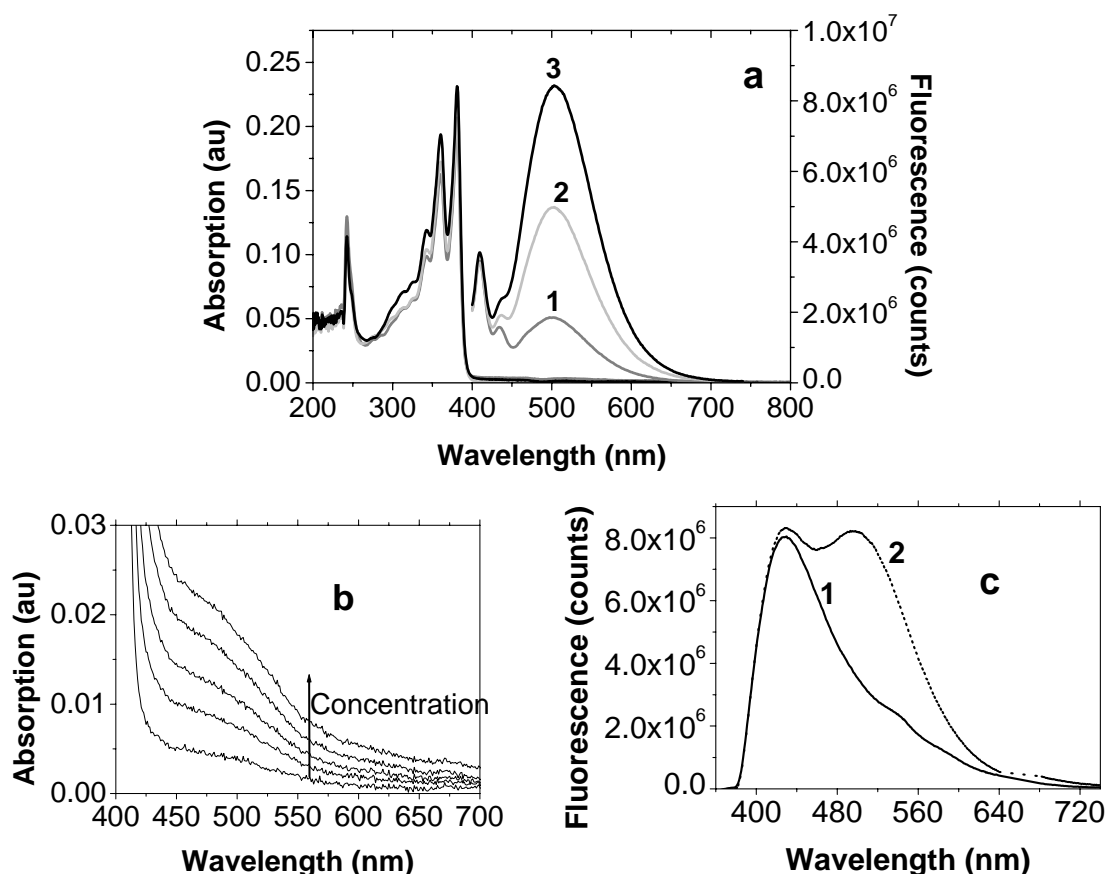 a
3
2
1
0.25
0.20
0.15
0.10
0.05
0.00
Absorption (au)
1.0x10⁷
8.0x10⁶
6.0x10⁶
4.0x10⁶
2.0x10⁶
0.0
Fluorescence (counts)
200 300 400 500 600 700 800
Wavelength (nm)
b
0.03
0.02
0.01
0.00
Absorption (au)
Concentration
400 450 500 550 600 650 700
Wavelength (nm)
c
1
2
8.0x10⁶
6.0x10⁶
4.0x10⁶
2.0x10⁶
0.0
Fluorescence (counts)
400 480 560 640 720
Wavelength (nm)